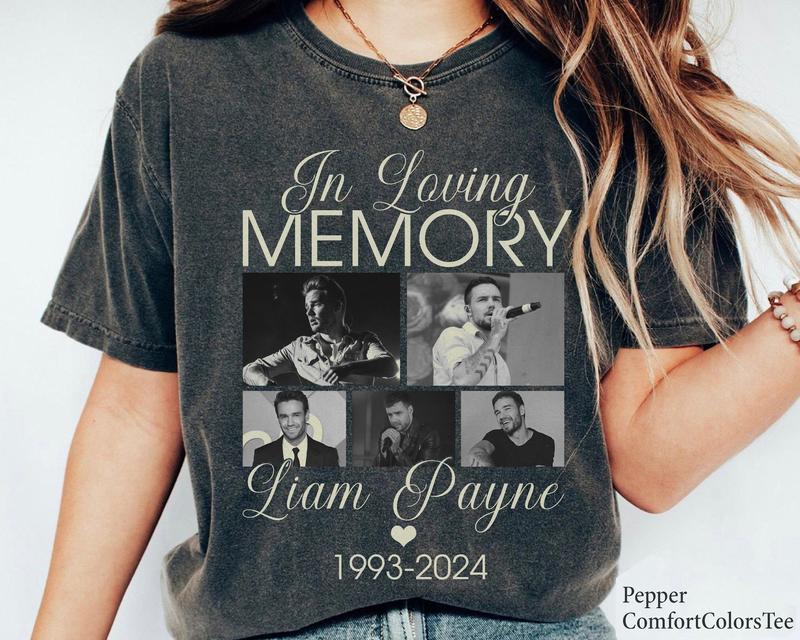 In Loving
MEMORY
Liam Payne
1993-2024
Pepper
ComfortColorsTee